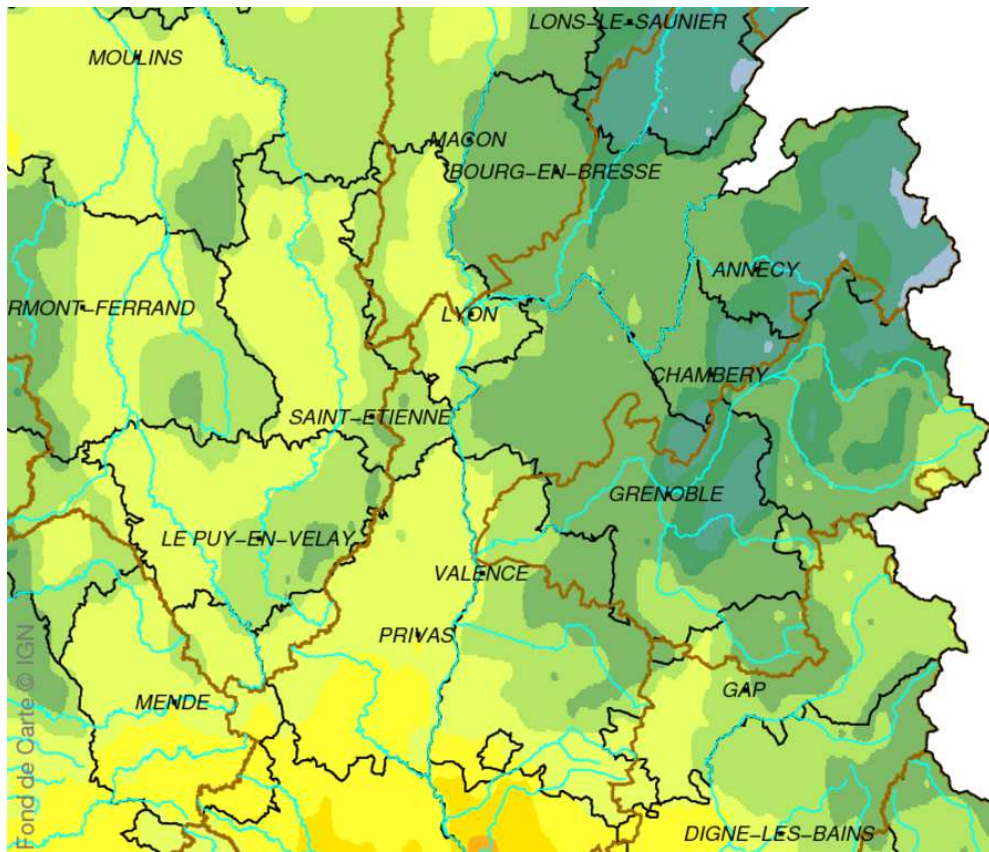 LONS-LE-SAUNIER
MOULINS
MACON
BOURG-EN-BRESSE
ANNECY
RMONT-FERRAND
LYON
CHAMBERY
SAINT-ETIENNE
GRENOBLE
LE PUY-EN-VELAY
VALENCE
PRIVAS
GAP
MENDE
DIGNE-LES-BAINS
Fond de Carte © IGN